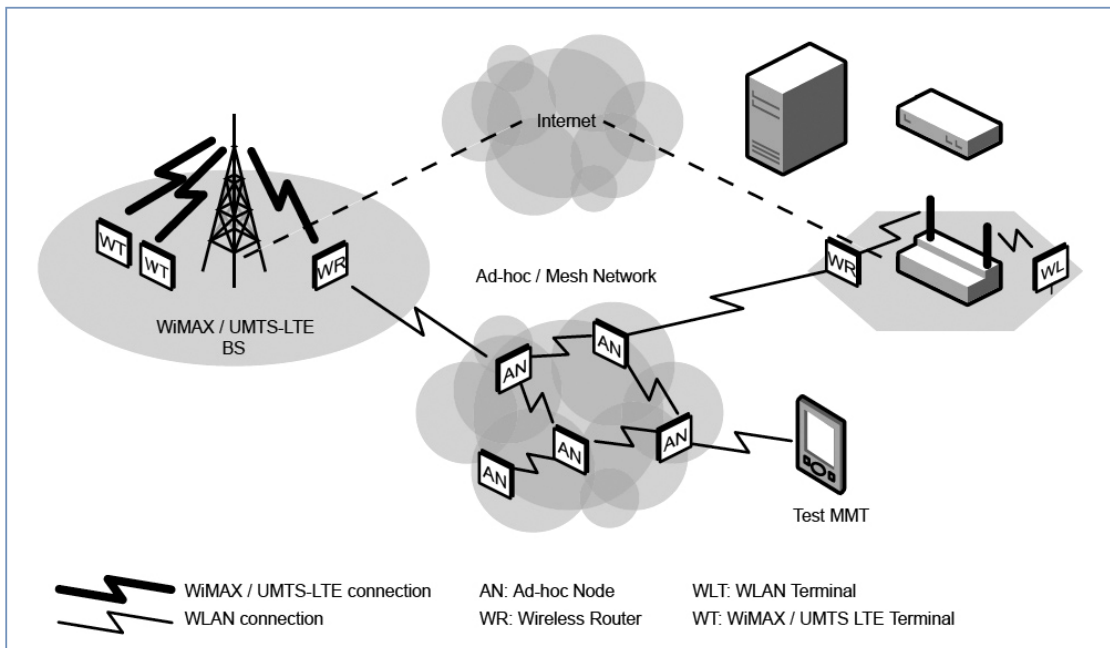 Internet
WT
WT
WR
WiMAX / UMTS-LTE
BS
Ad-hoc / Mesh Network
WR
WL
AN
AN
AN
AN
AN
Test MMT
WiMAX / UMTS-LTE connection
WLAN connection
AN: Ad-hoc Node
WR: Wireless Router
WLT: WLAN Terminal
WT: WiMAX / UMTS LTE Terminal